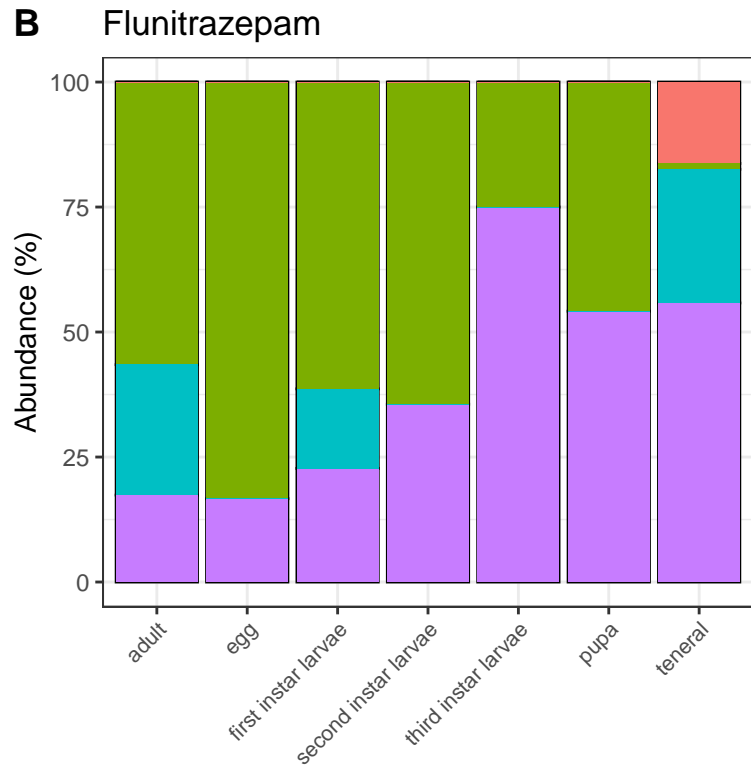 B Flunitrazepam
100
75
50
25
0
Abundance (%)
adult
egg
first instar larvae
second instar larvae
third instar larvae
pupa
teneral